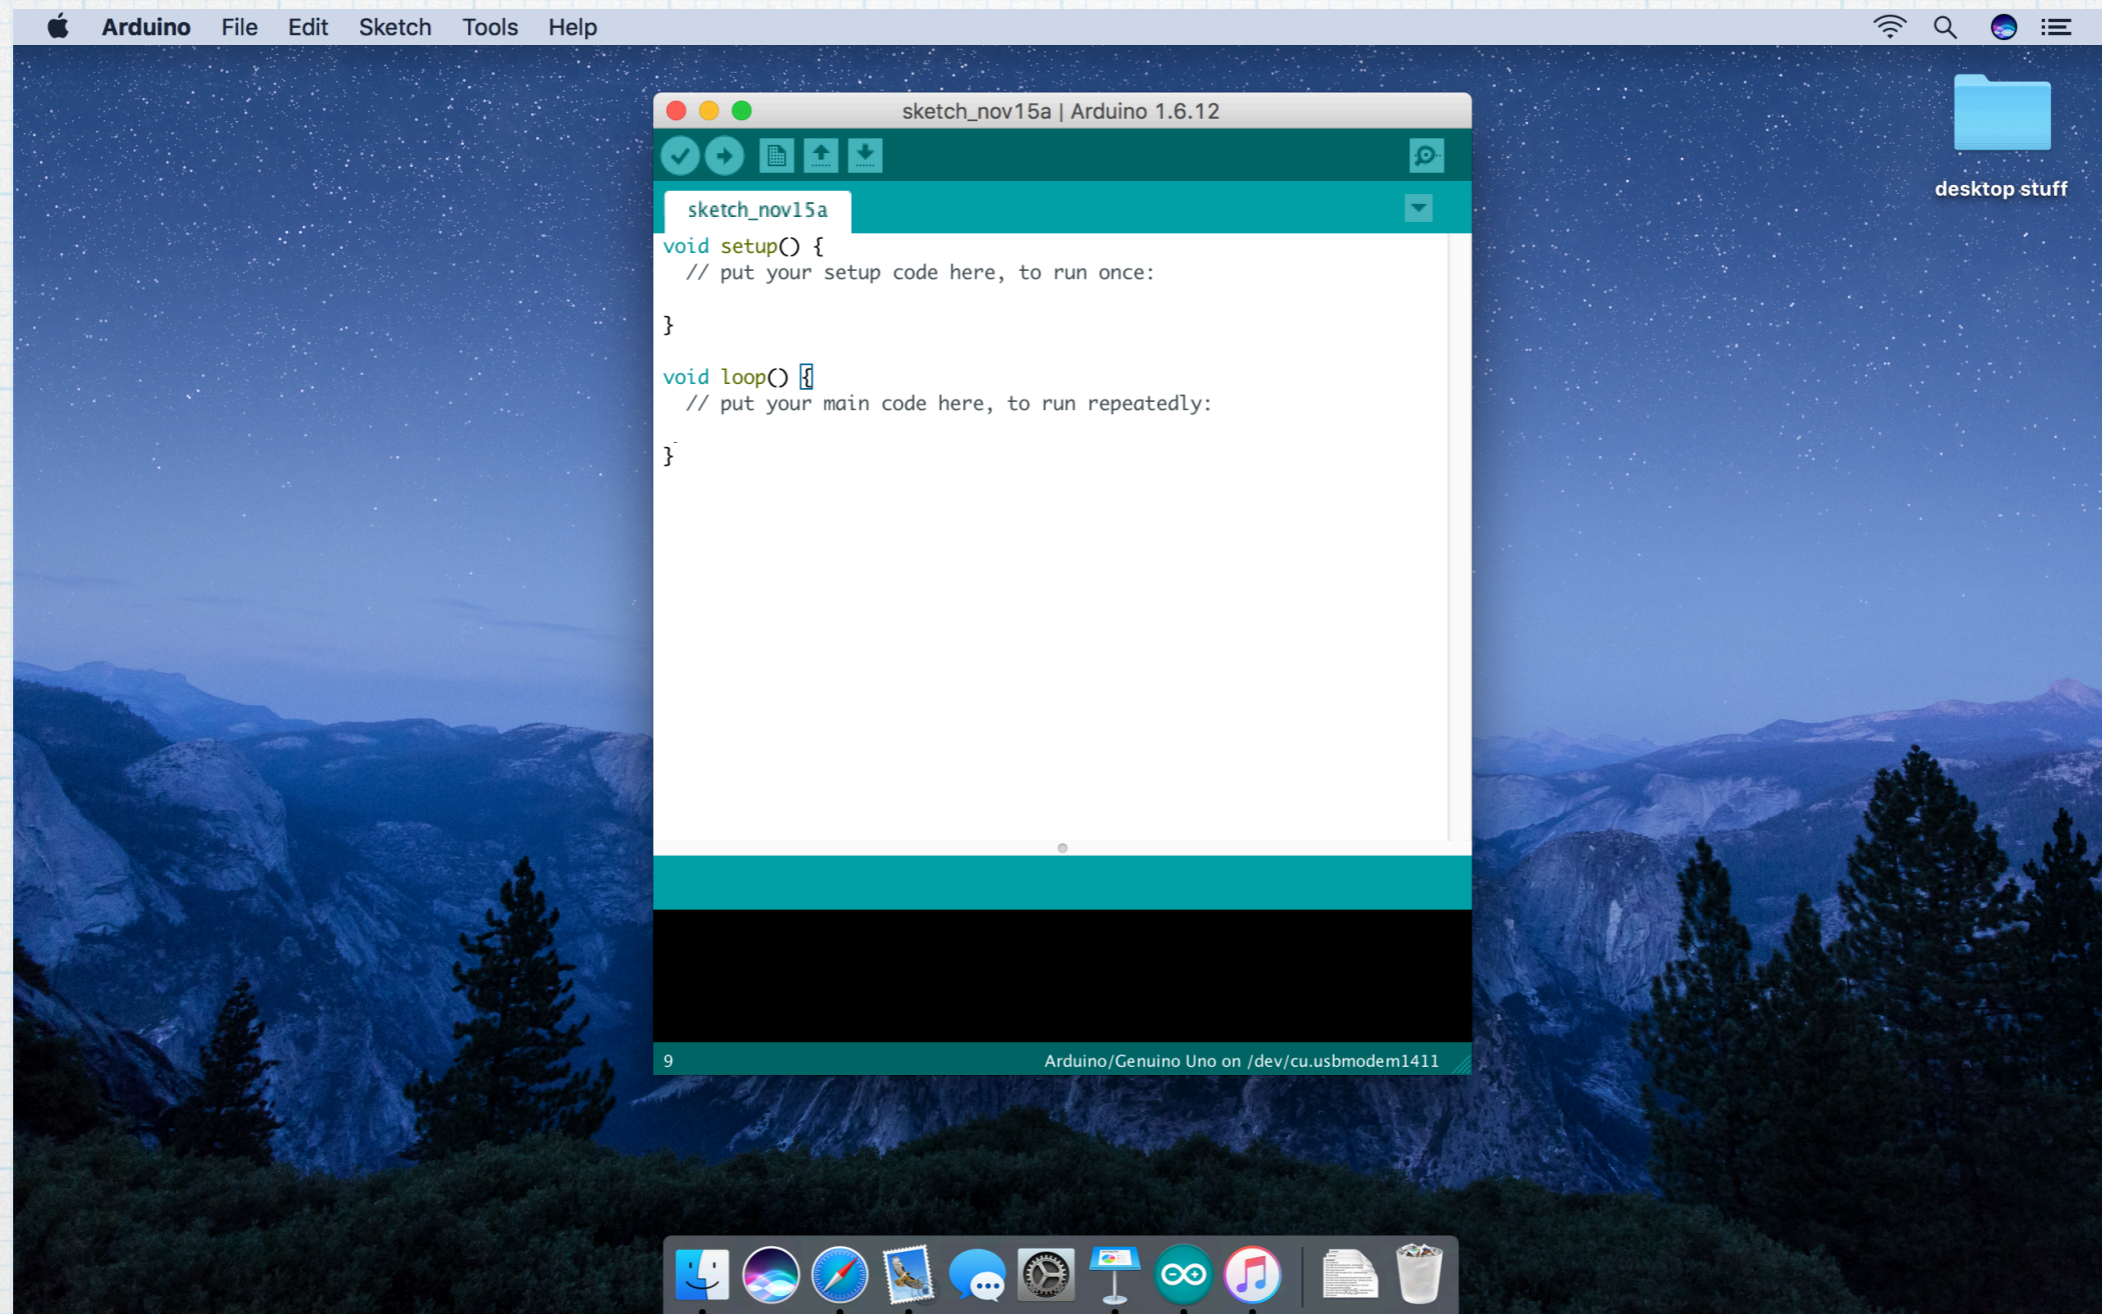 Arduino File Edit Sketch Tools Help
desktop stuff
sketch_nov15a | Arduino 1.6.12
sketch_nov15a
void setup() {
  // put your setup code here, to run once:
}
void loop() {
  // put your main code here, to run repeatedly:
}
9 Arduino/Genuino Uno on /dev/cu.usbmodem1411